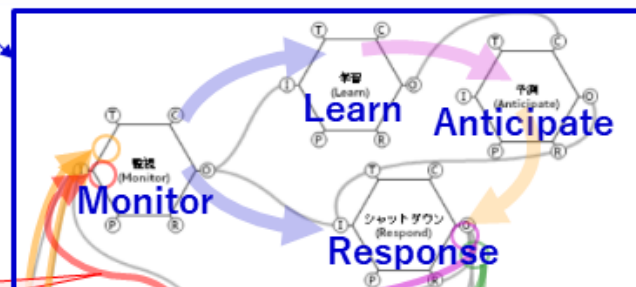 T
C
学習
(Learn)
I
O
Learn
P
R
T
C
予測
(Anticipate)
I
O
Anticipate
P
R
T
C
監視
(Monitor)
O
Monitor
P
R
T
C
シャットダウン
(Respond)
I
O
Response
P
R